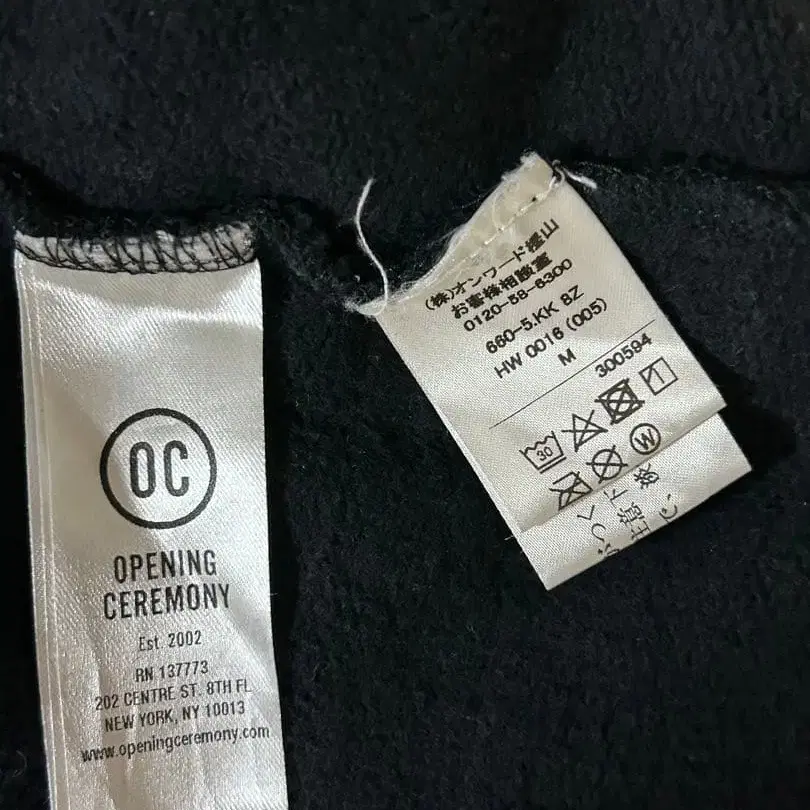 OC
OPENING
CEREMONY
Est. 2002
RN 137773
202 CENTRE ST. 8TH FL
NEW YORK, NY 10013
www.openingceremony.com
(株)オンワード樫山
お客様相談室
0120-58-6300
660-5.KK 8Z
HW 0016 (005)
M
300594
30
W